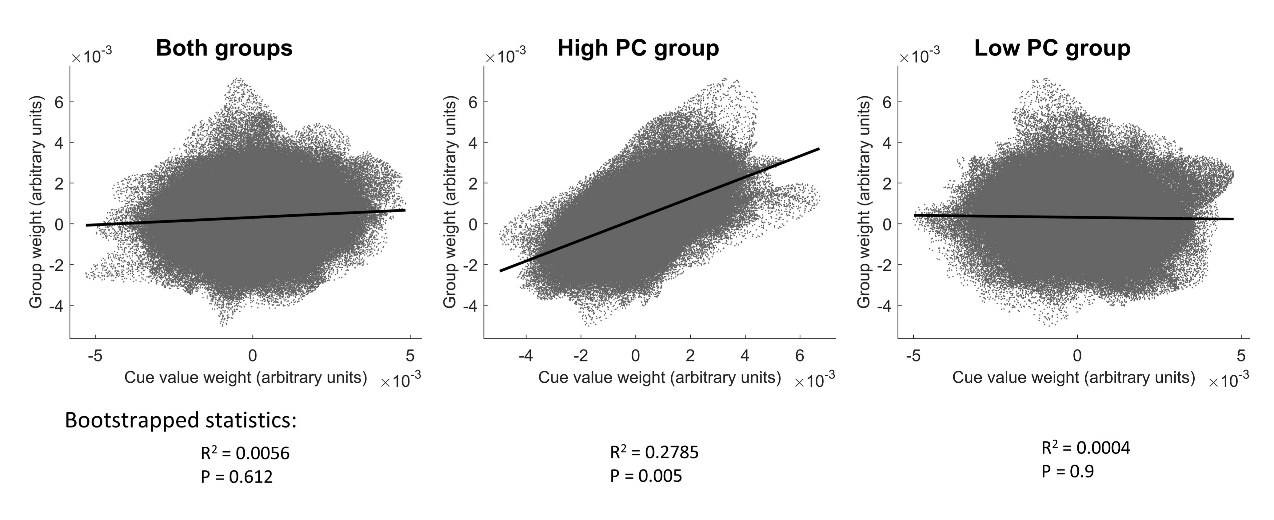 Both groups
×10⁻³
6
4
2
0
-2
-4
Group weight (arbitrary units)
-5
0
5
Cue value weight (arbitrary units)
×10⁻³
High PC group
×10⁻³
6
4
2
0
-2
-4
Group weight (arbitrary units)
-4
-2
0
2
4
6
Cue value weight (arbitrary units)
×10⁻³
Low PC group
×10⁻³
6
4
2
0
-2
-4
Group weight (arbitrary units)
-5
0
5
Cue value weight (arbitrary units)
×10⁻³
Bootstrapped statistics:
R² = 0.0056
P = 0.612
R² = 0.2785
P = 0.005
R² = 0.0004
P = 0.9